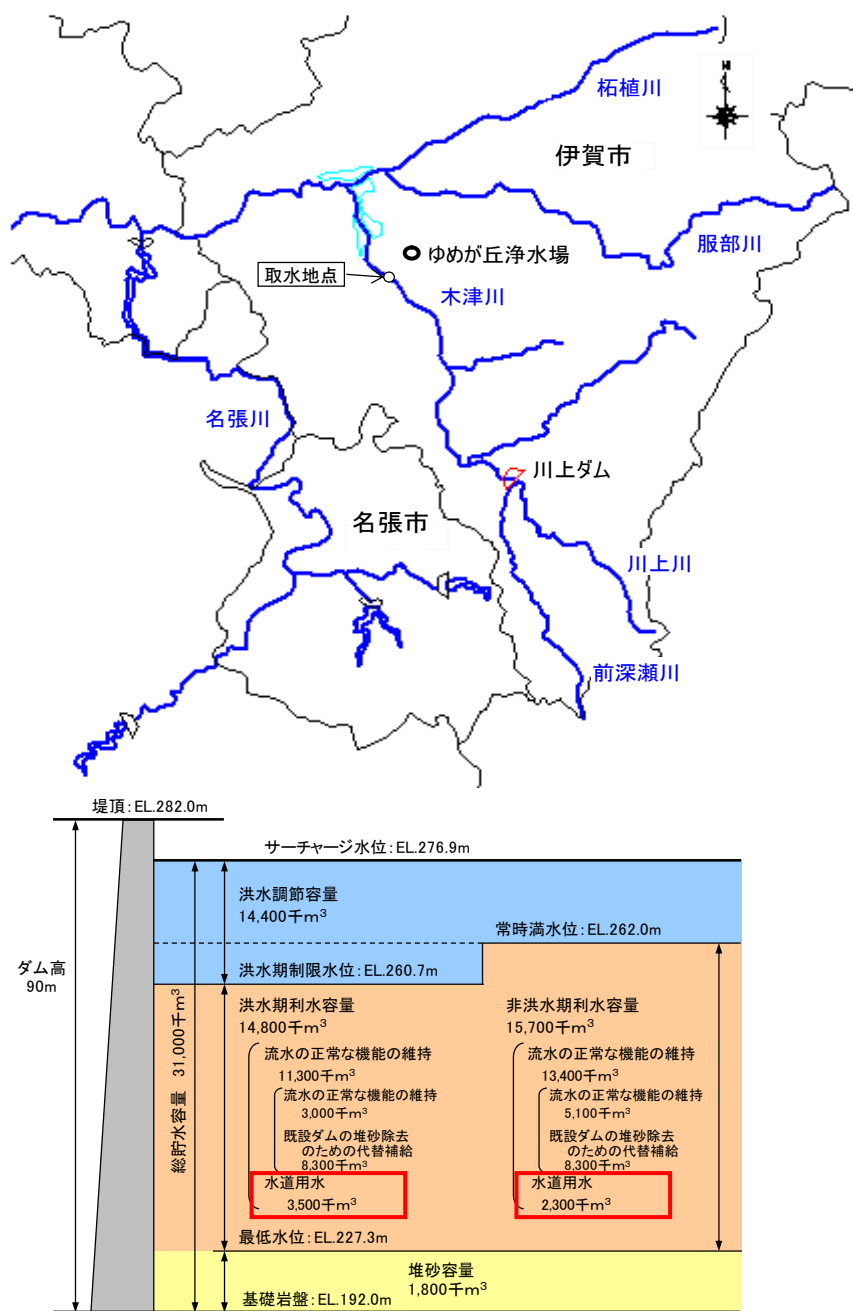 柘植川
伊賀市
服部川
ゆめが丘浄水場
取水地点
木津川
名張川
川上ダム
名張市
川上川
前深瀬川
堤頂:EL.282.0m
サーチャージ水位:EL.276.9m
洪水調節容量
14,400千m³
常時満水位:EL.262.0m
ダム高
90m
洪水期制限水位:EL.260.7m
総貯水容量 31,000千m³
洪水期利水容量
14,800千m³
流水の正常な機能の維持
11,300千m³
流水の正常な機能の維持
3,000千m³
既設ダムの堆砂除去
のための代替補給
8,300千m³
水道用水
3,500千m³
非洪水期利水容量
15,700千m³
流水の正常な機能の維持
13,400千m³
流水の正常な機能の維持
5,100千m³
既設ダムの堆砂除去
のための代替補給
8,300千m³
水道用水
2,300千m³
最低水位:EL.227.3m
堆砂容量
1,800千m³
基礎岩盤:EL.192.0m